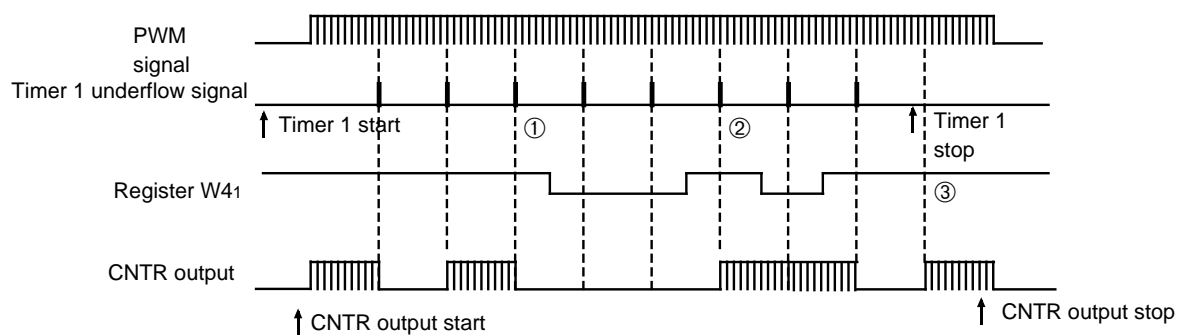 PWM
signal
Timer 1 underflow signal
Timer 1 start
①
②
Timer 1
stop
Register W41
③
CNTR output
CNTR output start
CNTR output stop